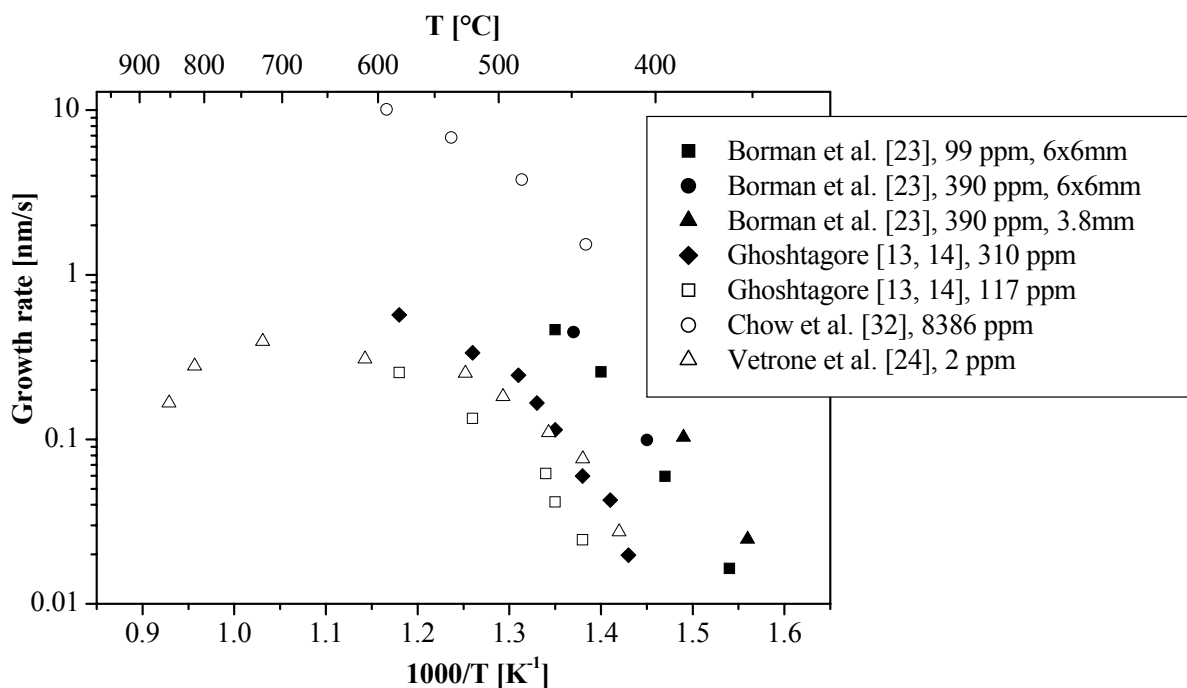 T [°C]
900 800 700 600 500 400
10
1
0.1
0.01
Growth rate [nm/s]
Borman et al. [23], 99 ppm, 6x6mm
Borman et al. [23], 390 ppm, 6x6mm
Borman et al. [23], 390 ppm, 3.8mm
Ghoshtagore [13, 14], 310 ppm
Ghoshtagore [13, 14], 117 ppm
Chow et al. [32], 8386 ppm
Vetrone et al. [24], 2 ppm
0.9 1.0 1.1 1.2 1.3 1.4 1.5 1.6
1000/T [K⁻¹]